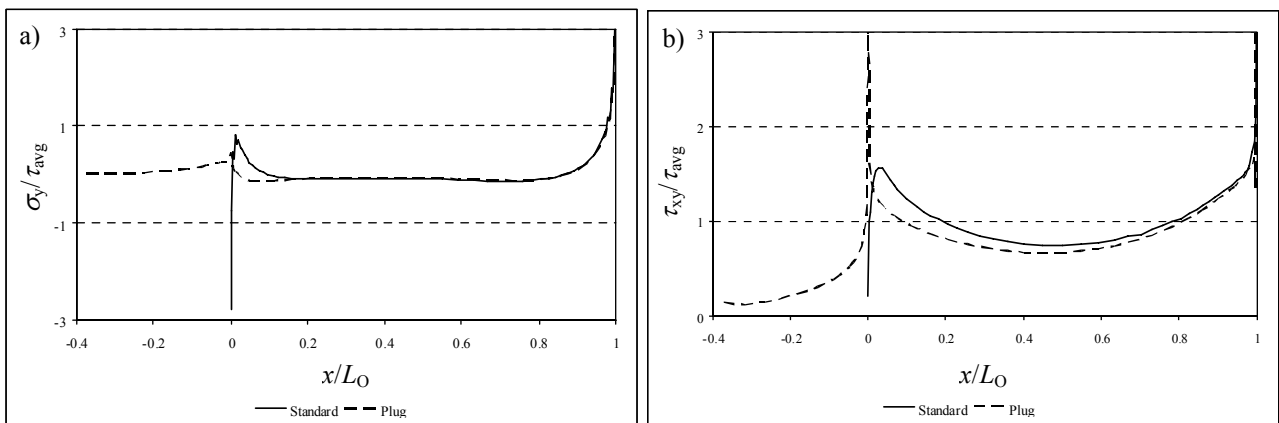 a)
3
1
-1
-3
σy/τavg
-0.4 -0.2 0 0.2 0.4 0.6 0.8 1
x/LO
Standard Plug
b)
3
2
1
0
τxy/τavg
-0.4 -0.2 0 0.2 0.4 0.6 0.8 1
x/LO
Standard Plug